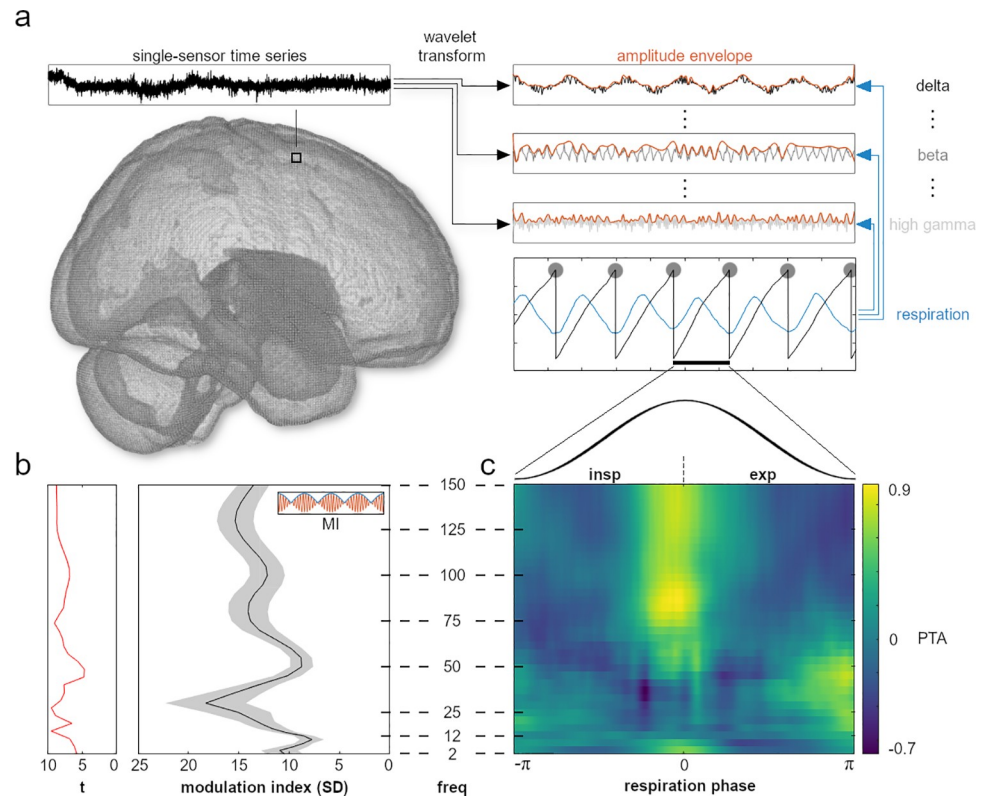 a
single-sensor time series
wavelet
transform
amplitude envelope
delta
beta
high gamma
respiration
b
c
insp
exp
MI
150
100
75
50
25
12
2
0.9
0
-0.7
PTA
10 5 0
25 20 15 10 5 0
-π 0 π
t
modulation index (SD)
freq
respiration phase